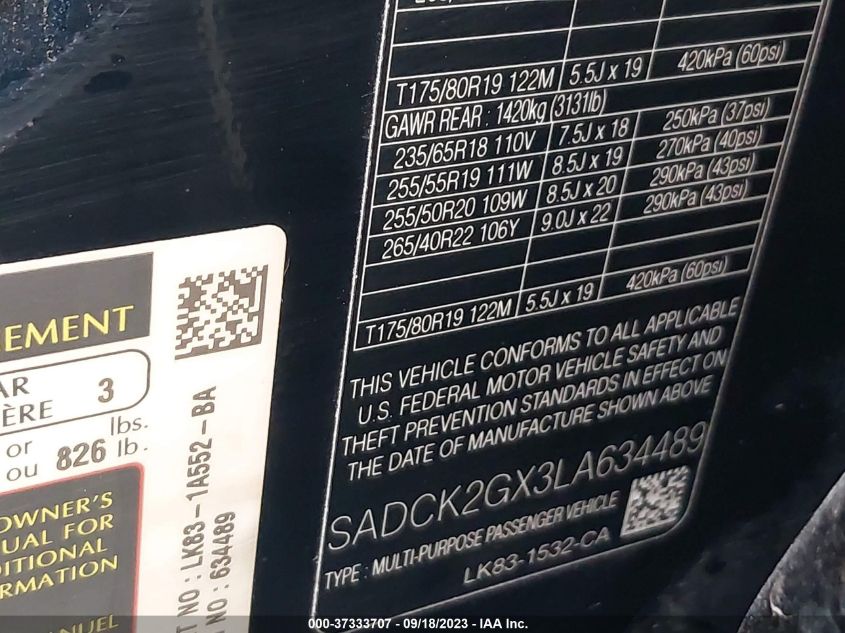 EMENT
AR 3
ÈRE
or lbs.
ou 826 lb.
OWNER'S
UAL FOR
DITIONAL
ORMATION
MANUEL
T NO : LK83-1A552-BA
NO : 634489
T175/80R19 122M 5.5J x 19 420kPa (60psi)
GAWR REAR : 1420kg (3131lb)
235/65R18 110V 7.5J x 18 250kPa (37psi)
255/55R19 111W 8.5J x 19 270kPa (40psi)
255/50R20 109W 8.5J x 20 290kPa (43psi)
265/40R22 106Y 9.0J x 22 290kPa (43psi)
T175/80R19 122M 5.5J x 19 420kPa (60psi)
THIS VEHICLE CONFORMS TO ALL APPLICABLE
U.S. FEDERAL MOTOR VEHICLE SAFETY AND
THEFT PREVENTION STANDARDS IN EFFECT ON
THE DATE OF MANUFACTURE SHOWN ABOVE
SADCK2GX3LA634489
TYPE : MULTI-PURPOSE PASSENGER VEHICLE
LK83-1532-CA
000-37333707 - 09/18/2023 - IAA Inc.